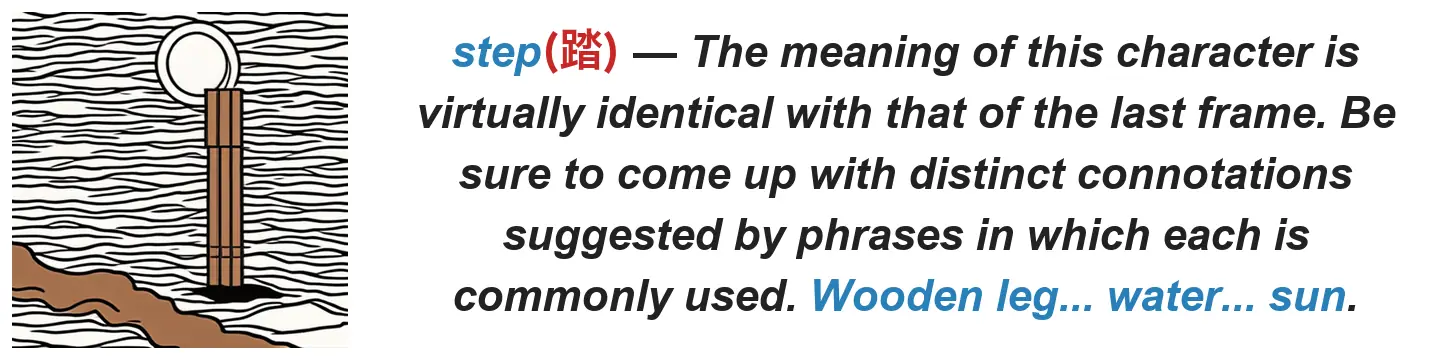 step(踏) — The meaning of this character is
virtually identical with that of the last frame. Be
sure to come up with distinct connotations
suggested by phrases in which each is
commonly used. Wooden leg... water... sun.